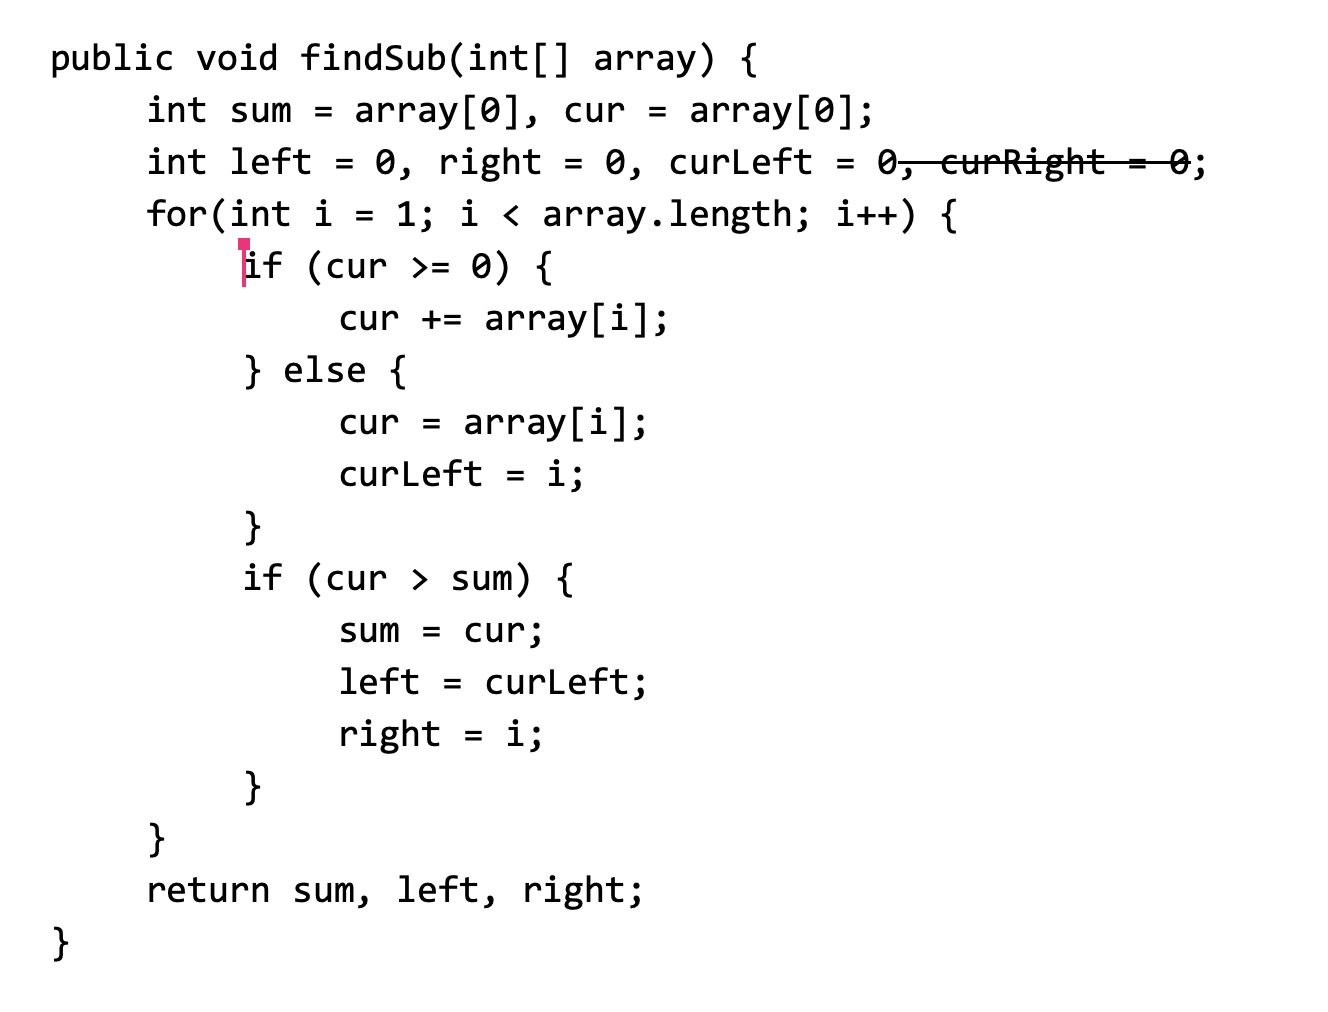 public void findSub(int[] array) {
int sum = array[0], cur = array[0];
int left = 0, right = 0, curLeft = 0, curRight = 0;
for(int i = 1; i < array.length; i++) {
if (cur >= 0) {
cur += array[i];
} else {
cur = array[i];
curLeft = i;
}
if (cur > sum) {
sum = cur;
left = curLeft;
right = i;
}
}
return sum, left, right;
}